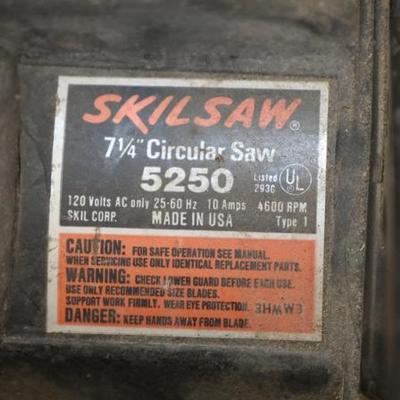 SKILSAW®
7¼" Circular Saw
5250
Listed 293G UL®
120 Volts AC only 25-60 Hz 10 Amps 4600 RPM
SKIL CORP. MADE IN USA Type 1
CAUTION: FOR SAFE OPERATION SEE MANUAL.
WHEN SERVICING USE ONLY IDENTICAL REPLACEMENT PARTS.
WARNING: CHECK LOWER GUARD BEFORE EACH USE.
USE ONLY RECOMMENDED SIZE BLADES.
SUPPORT WORK FIRMLY. WEAR EYE PROTECTION. 3HMW3
DANGER: KEEP HANDS AWAY FROM BLADE.